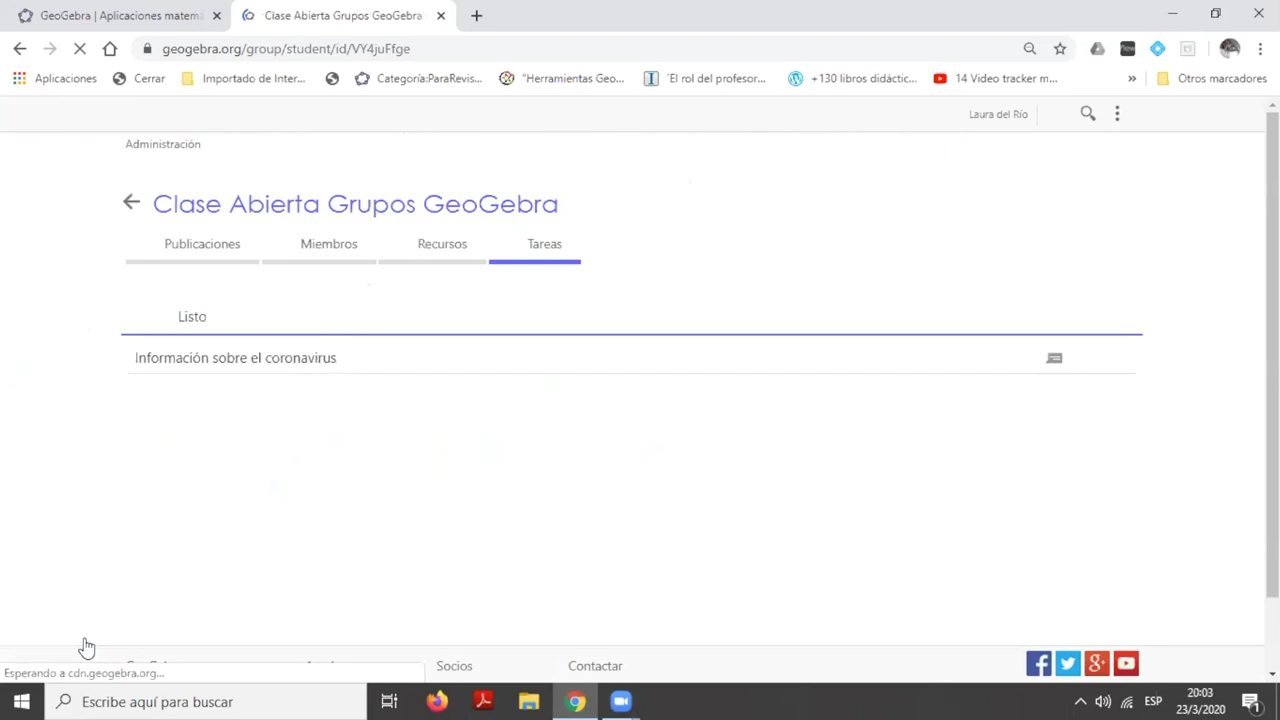 GeoGebra | Aplicaciones matemá
Clase Abierta Grupos GeoGebra
geogebra.org/group/student/id/VY4juFfge
Aplicaciones
Cerrar
Importado de Inter...
Categoría:ParaRevis...
"Herramientas Geo...
'El rol del profesor...
+130 libros didáctic...
14 Video tracker m...
»
Otros marcadores
Laura del Río
Administración
Clase Abierta Grupos GeoGebra
Publicaciones
Miembros
Recursos
Tareas
Listo
Información sobre el coronavirus
Socios
Contactar
Esperando a cdn.geogebra.org...
Escribe aquí para buscar
ESP
20:03
23/3/2020